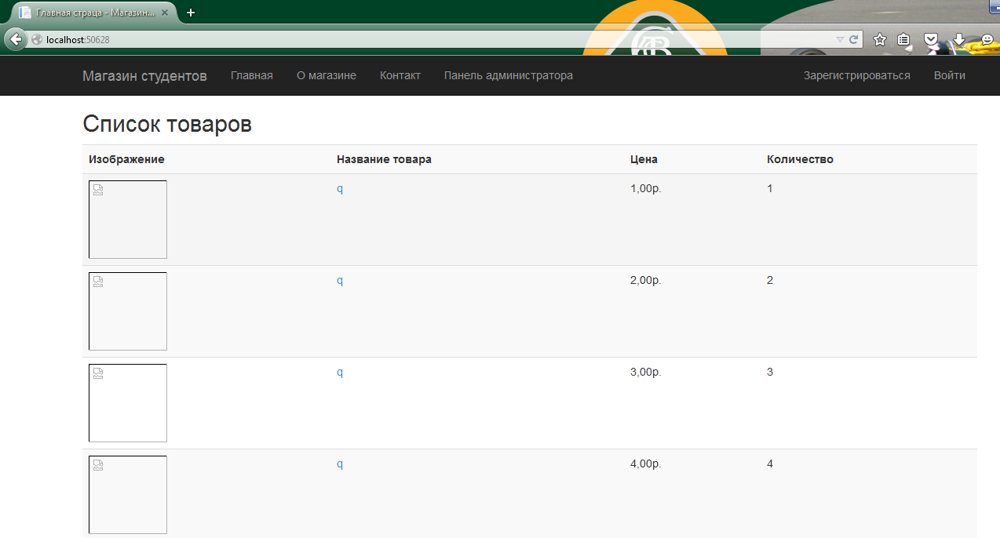 Главная страца - Магазин...
localhost:50628
Магазин студентов Главная О магазине Контакт Панель администратора Зарегистрироваться Войти
Список товаров
Изображение Название товара Цена Количество
q 1,00р. 1
q 2,00р. 2
q 3,00р. 3
q 4,00р. 4